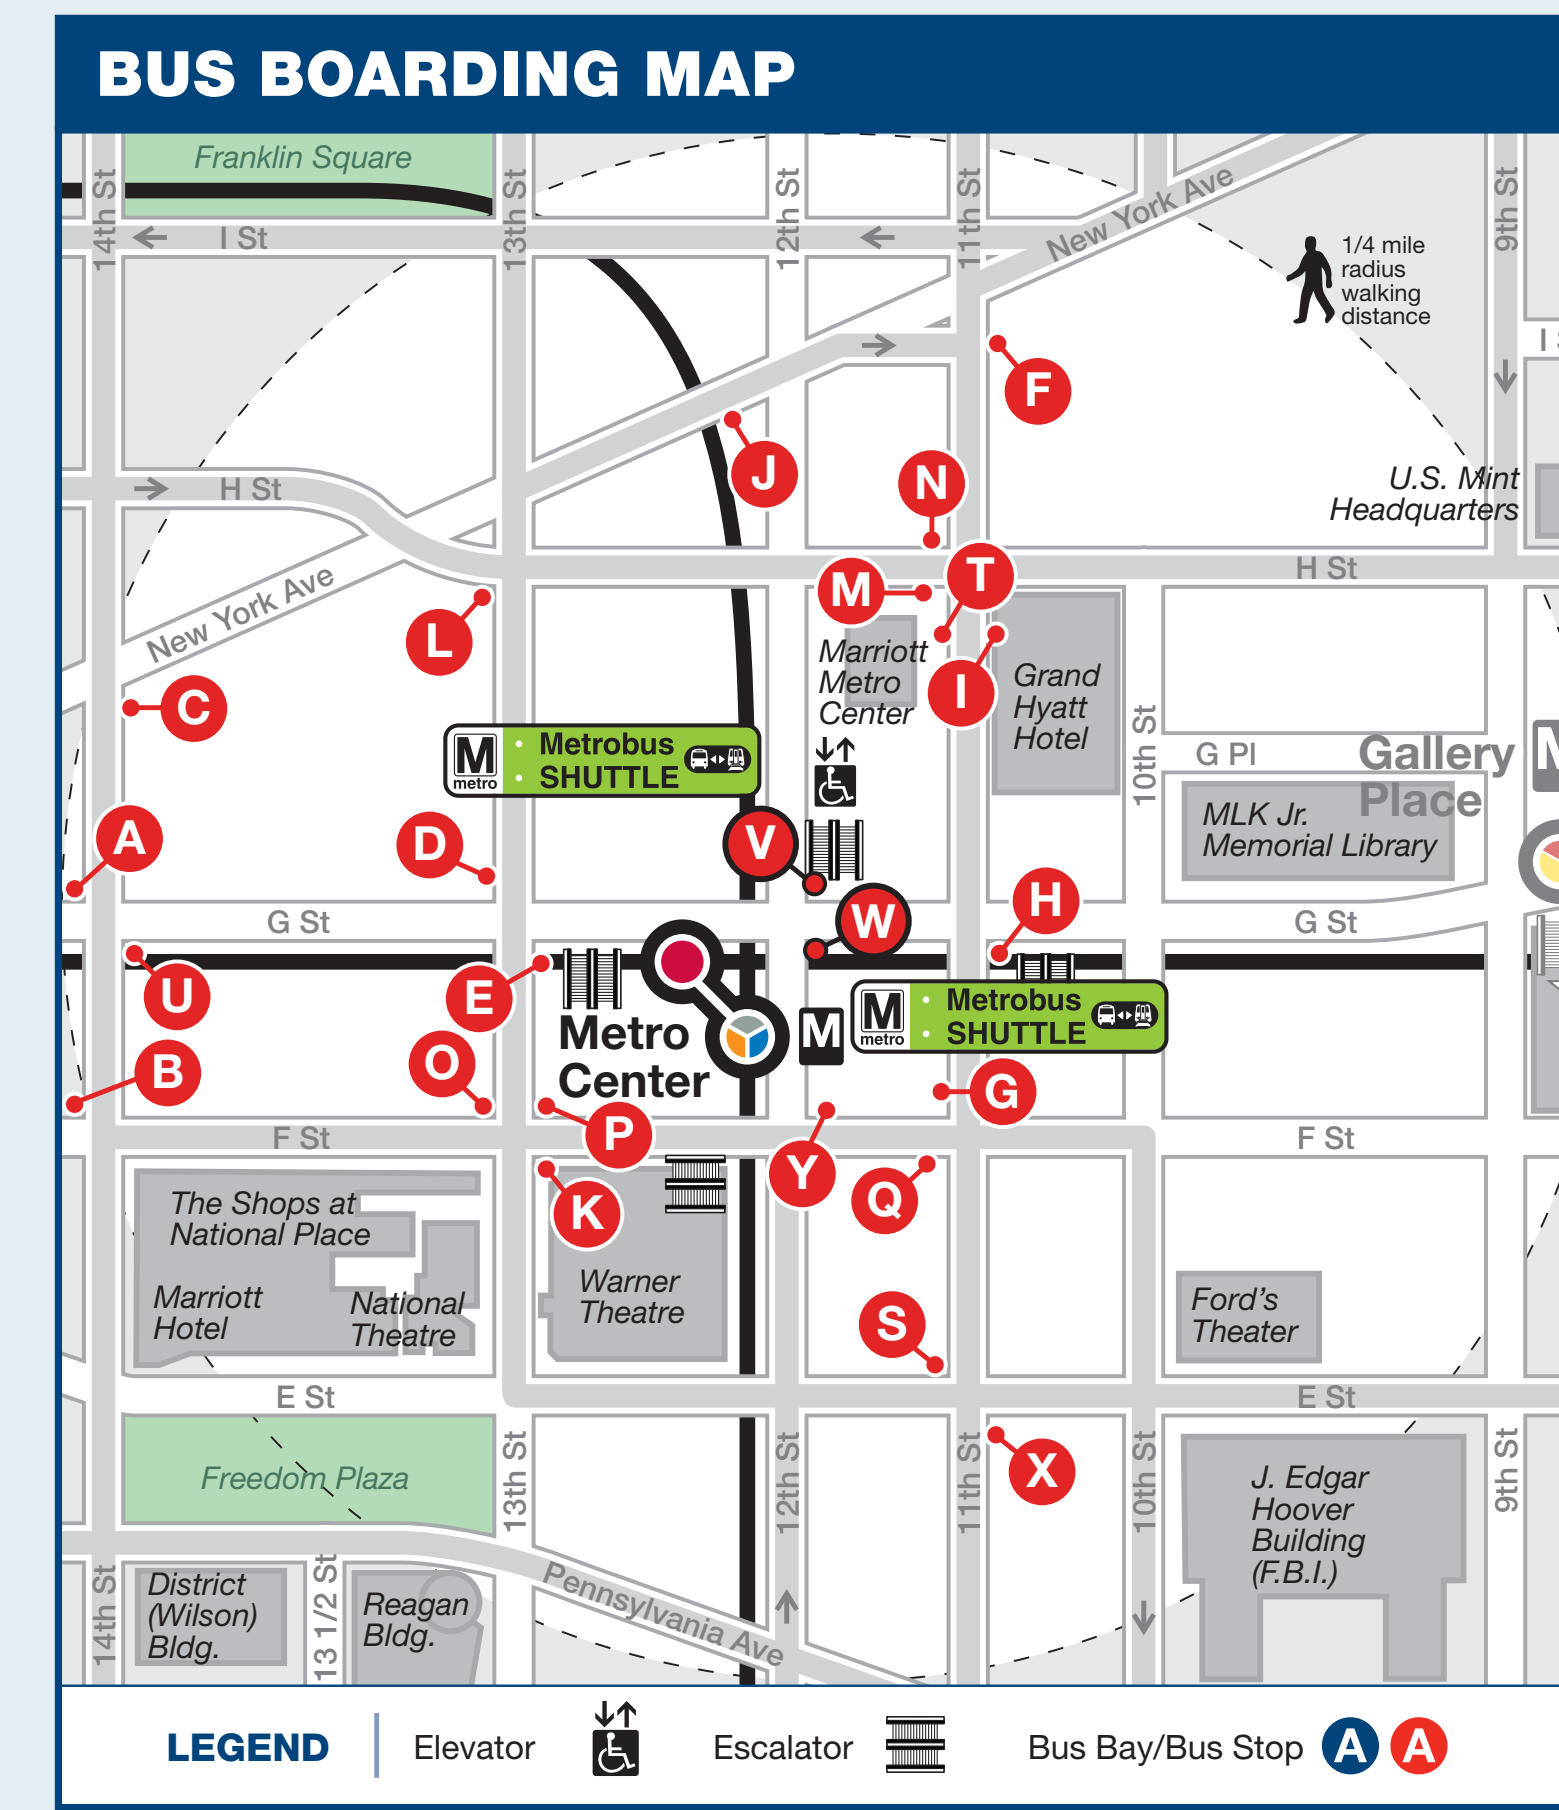 BUS BOARDING MAP
Franklin Square
14th St
13th St
12th St
11th St
9th St
I St
New York Ave
1/4 mile
radius
walking
distance
F
J
N
U.S. Mint
Headquarters
H St
H St
T
M
New York Ave
L
Marriott
Metro
Center
I
Grand
Hyatt
Hotel
C
10th St
G Pl
Gallery
Place
M
metro
Metrobus
SHUTTLE
MLK Jr.
Memorial Library
A
D
V
H
W
G St
G St
U
E
M
Metro
Center
M
metro
Metrobus
SHUTTLE
B
O
G
P
F St
F St
Y
Q
K
The Shops at
National Place
Marriott
Hotel
National
Theatre
Warner
Theatre
S
Ford's
Theater
E St
E St
13th St
12th St
11th St
10th St
9th St
X
Freedom Plaza
J. Edgar
Hoover
Building
(F.B.I.)
14th St
District
(Wilson)
Bldg.
13 1/2 St
Reagan
Bldg.
Pennsylvania Ave
LEGEND
Elevator
Escalator
Bus Bay/Bus Stop
A
A